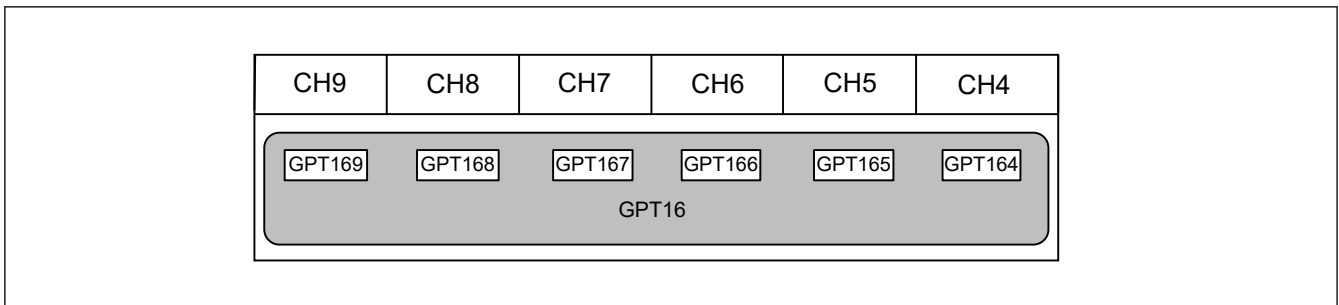 CH9 CH8 CH7 CH6 CH5 CH4
GPT169 GPT168 GPT167 GPT166 GPT165 GPT164
GPT16